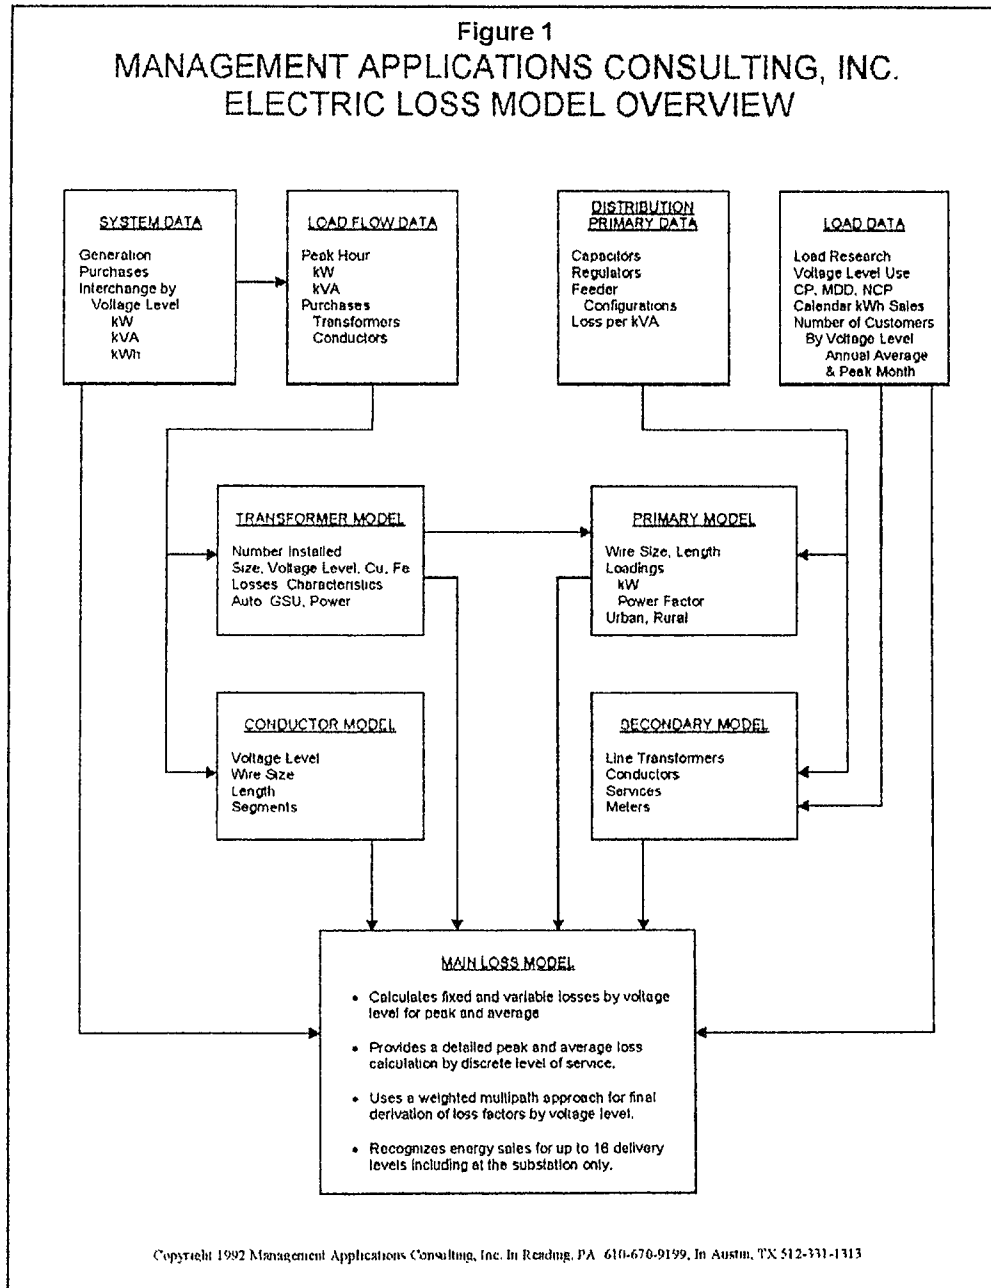 Figure 1
MANAGEMENT APPLICATIONS CONSULTING, INC.
ELECTRIC LOSS MODEL OVERVIEW
SYSTEM DATA
Generation
Purchases
Interchange by
Voltage Level
kW
kVA
kWh
LOAD FLOW DATA
Peak Hour
kW
kVA
Purchases
Transformers
Conductors
DISTRIBUTION
PRIMARY DATA
Capacitors
Regulators
Feeder
Configurations
Loss per kVA
LOAD DATA
Load Research
Voltage Level Use
CP, MDD, NCP
Calendar kWh Sales
Number of Customers
By Voltage Level
Annual Average
& Peak Month
TRANSFORMER MODEL
Number Installed
Size, Voltage Level, Cu, Fe
Losses Characteristics
Auto GSU, Power
PRIMARY MODEL
Wire Size, Length
Loadings
kW
Power Factor
Urban, Rural
CONDUCTOR MODEL
Voltage Level
Wire Size
Length
Segments
SECONDARY MODEL
Line Transformers
Conductors
Services
Meters
MAIN LOSS MODEL
• Calculates fixed and variable losses by voltage
level for peak and average
• Provides a detailed peak and average loss
calculation by discrete level of service.
• Uses a weighted multipath approach for final
derivation of loss factors by voltage level.
• Recognizes energy sales for up to 16 delivery
levels including at the substation only.
Copyright 1992 Management Applications Consulting, Inc. In Reading, PA 610-670-9199, In Austin, TX 512-331-1313